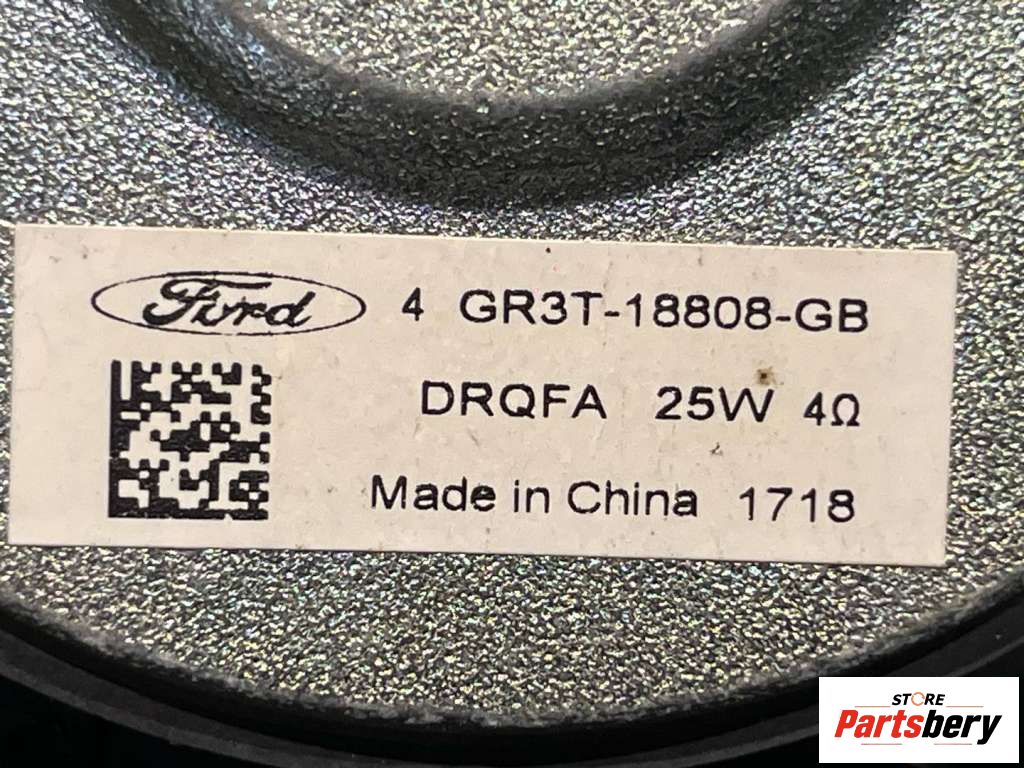 Ford 4 GR3T-18808-GB
DRQFA 25W 4Ω
Made in China 1718
STORE
Partsbery